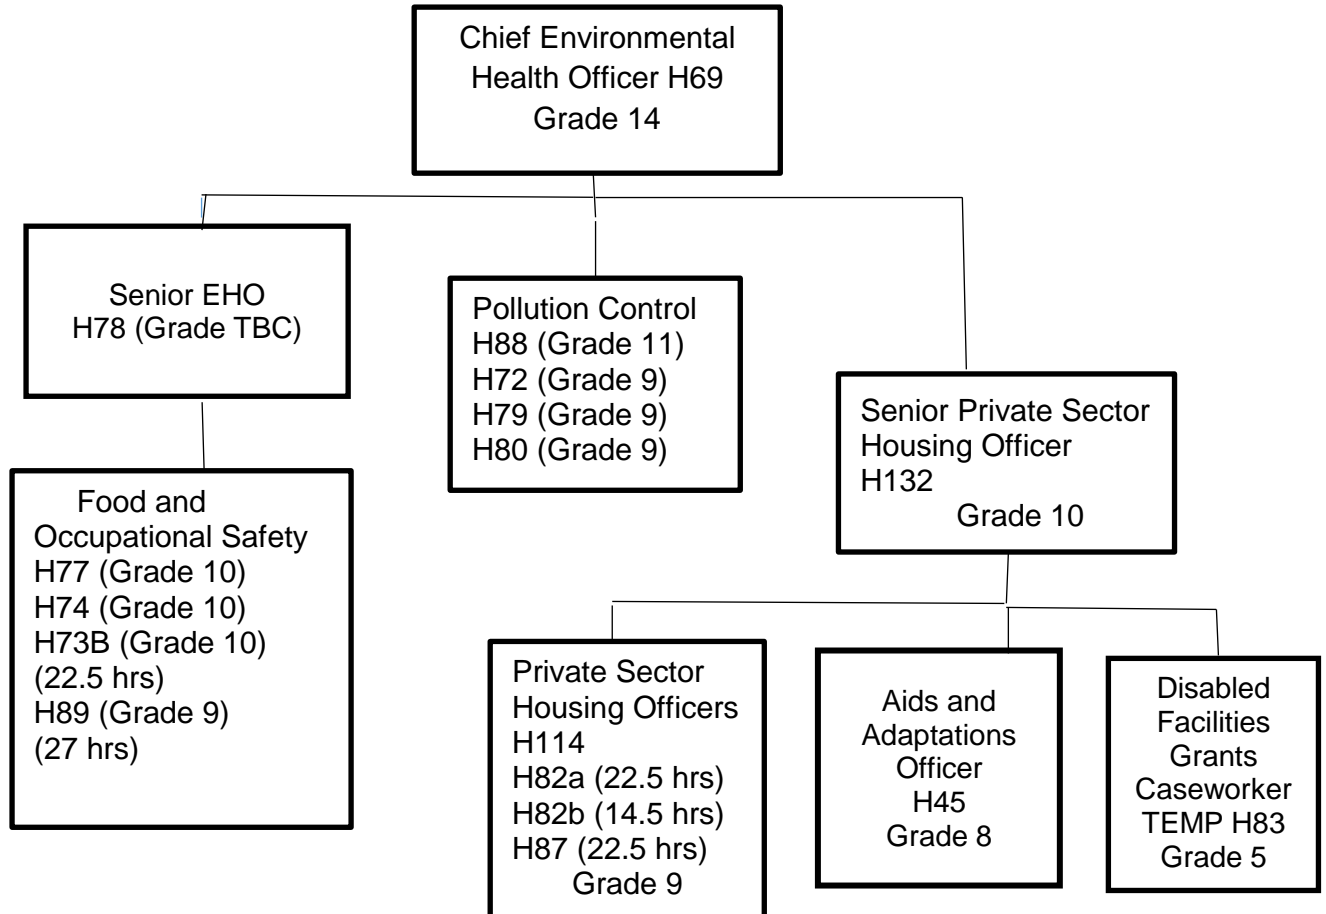 Chief Environmental
Health Officer H69
Grade 14
Senior EHO
H78 (Grade TBC)
Pollution Control
H88 (Grade 11)
H72 (Grade 9)
H79 (Grade 9)
H80 (Grade 9)
Senior Private Sector
Housing Officer
H132
Grade 10
Food and
Occupational Safety
H77 (Grade 10)
H74 (Grade 10)
H73B (Grade 10)
(22.5 hrs)
H89 (Grade 9)
(27 hrs)
Private Sector
Housing Officers
H114
H82a (22.5 hrs)
H82b (14.5 hrs)
H87 (22.5 hrs)
Grade 9
Aids and
Adaptations
Officer
H45
Grade 8
Disabled
Facilities
Grants
Caseworker
TEMP H83
Grade 5